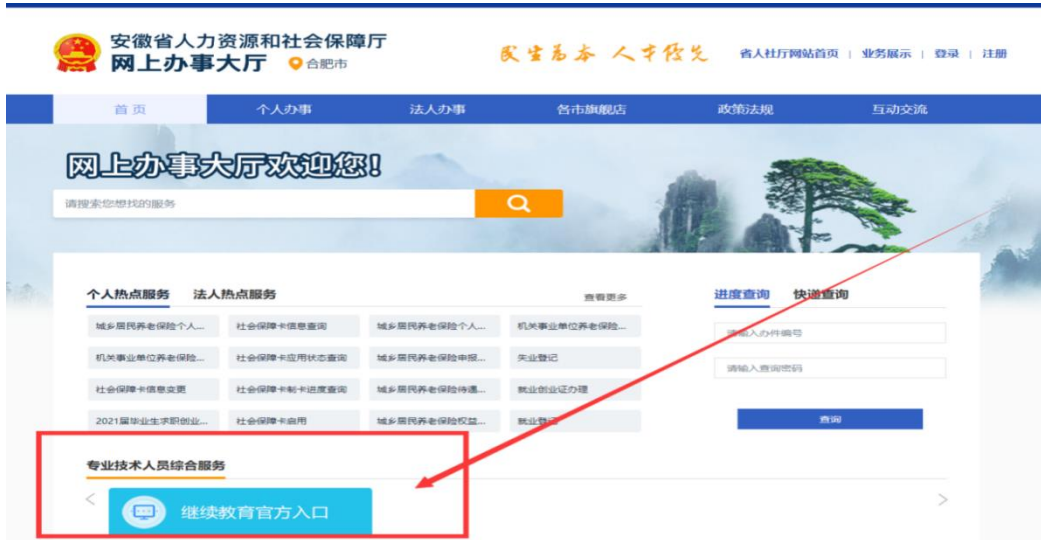 安徽省人力资源和社会保障厅
网上办事大厅 合肥市
民生为本 人才优先
省人社厅网站首页 | 业务展示 | 登录 | 注册
首页 个人办事 法人办事 各市旗舰店 政策法规 互动交流
网上办事大厅欢迎您!
请搜索您想找的服务
个人热点服务 法人热点服务 查看更多 进度查询 快递查询
城乡居民养老保险个人... 社会保障卡信息查询 城乡居民养老保险个人... 机关事业单位养老保险...
请输入办件编号
机关事业单位养老保险... 社会保障卡应用状态查询 城乡居民养老保险申报... 失业登记
请输入查询密码
社会保障卡信息变更 社会保障卡制卡进度查询 城乡居民养老保险待遇... 就业创业证办理
2021届毕业生求职创业... 社会保障卡启用 城乡居民养老保险权益... 就业登记
查询
专业技术人员综合服务
继续教育官方入口